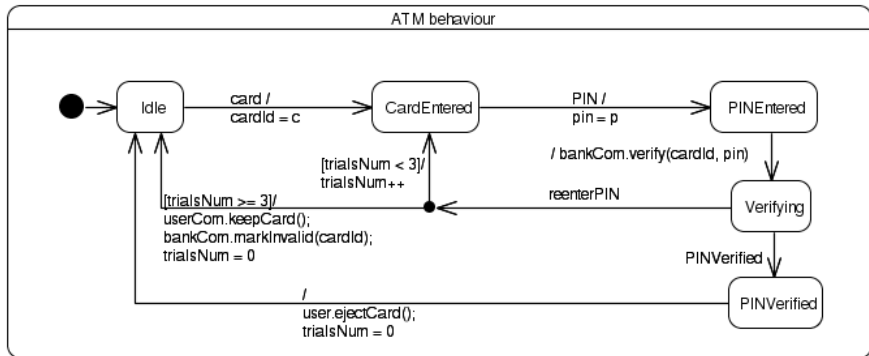 ATM behaviour
Idle
card /
cardId = c
CardEntered
PIN /
pin = p
PINEntered
/ bankCom.verify(cardId, pin)
[trialsNum < 3]/
trialsNum++
reenterPIN
Verifying
[trialsNum >= 3]/
userCom.keepCard();
bankCom.markInvalid(cardId);
trialsNum = 0
PINVerified
PINVerified
/
user.ejectCard();
trialsNum = 0